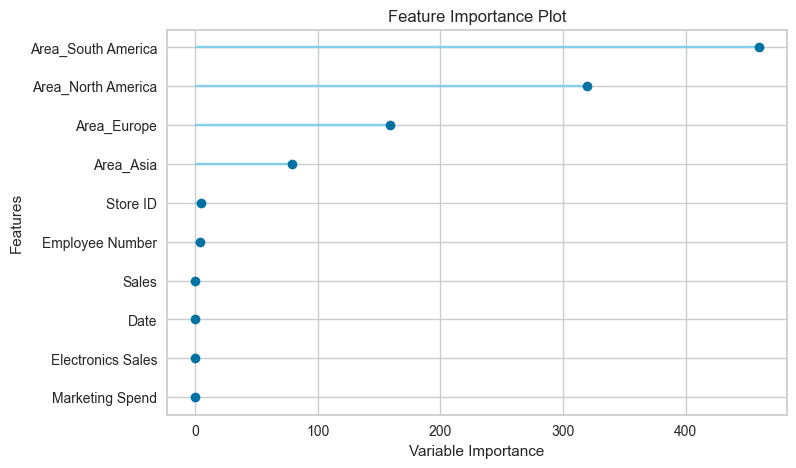 Feature Importance Plot
Area_South America
Area_North America
Area_Europe
Area_Asia
Store ID
Employee Number
Sales
Date
Electronics Sales
Marketing Spend
Features
0 100 200 300 400
Variable Importance